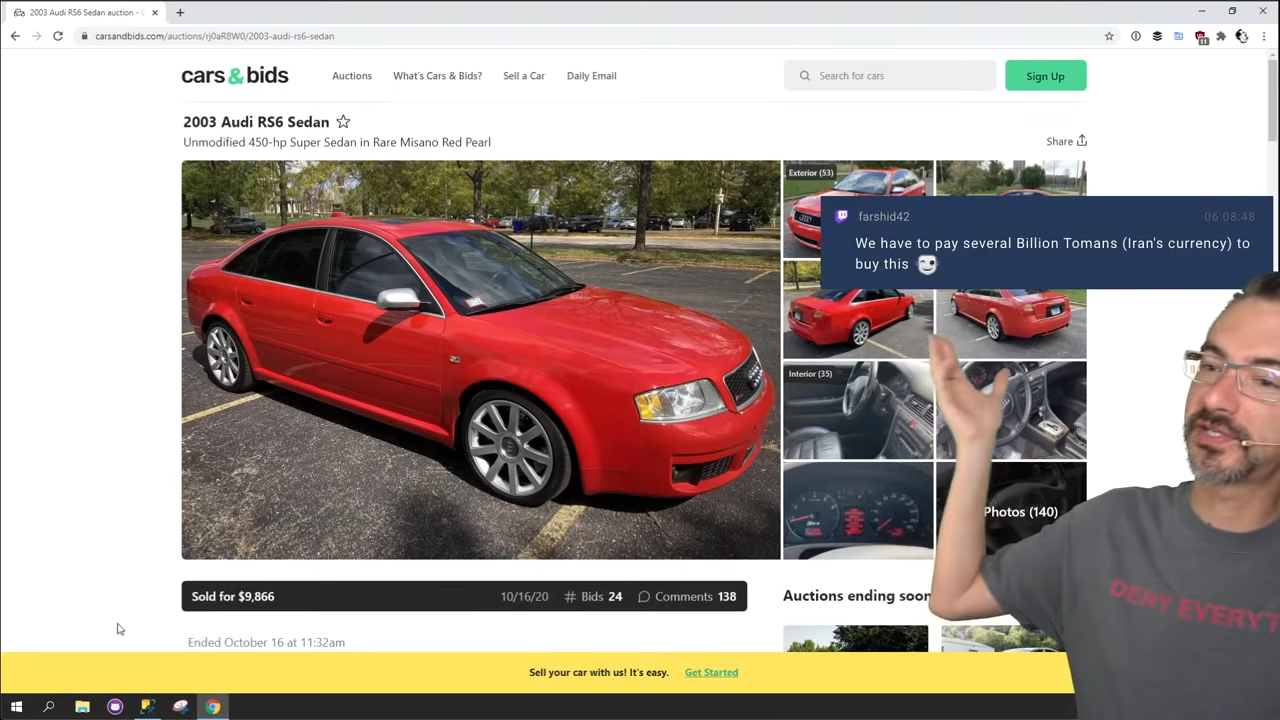 2003 Audi RS6 Sedan auction - C
carsandbids.com/auctions/rj0aR8W0/2003-audi-rs6-sedan
11
cars&bids
Auctions
What's Cars & Bids?
Sell a Car
Daily Email
Search for cars
Sign Up
2003 Audi RS6 Sedan
Unmodified 450-hp Super Sedan in Rare Misano Red Pearl
Share
Exterior (53)
farshid42
06:08:48
We have to pay several Billion Tomans (Iran's currency) to
buy this
Interior (35)
Photos (140)
DENY EVERYT
Sold for $9,866
10/16/20
# Bids 24
Comments 138
Auctions ending soon
Ended October 16 at 11:32am
Sell your car with us! It's easy.
Get Started